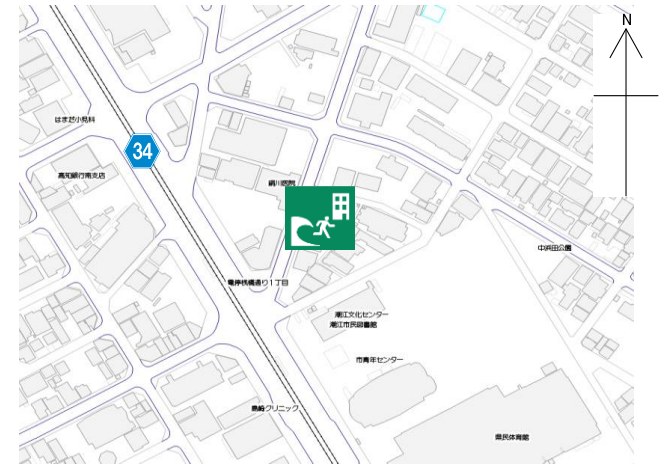 N
はまだ小児科
34
高知銀行南支店
細川医院
中浜田公園
電停桟橋通り1丁目
潮江文化センター
潮江市民図書館
市青年センター
島崎クリニック
県民体育館